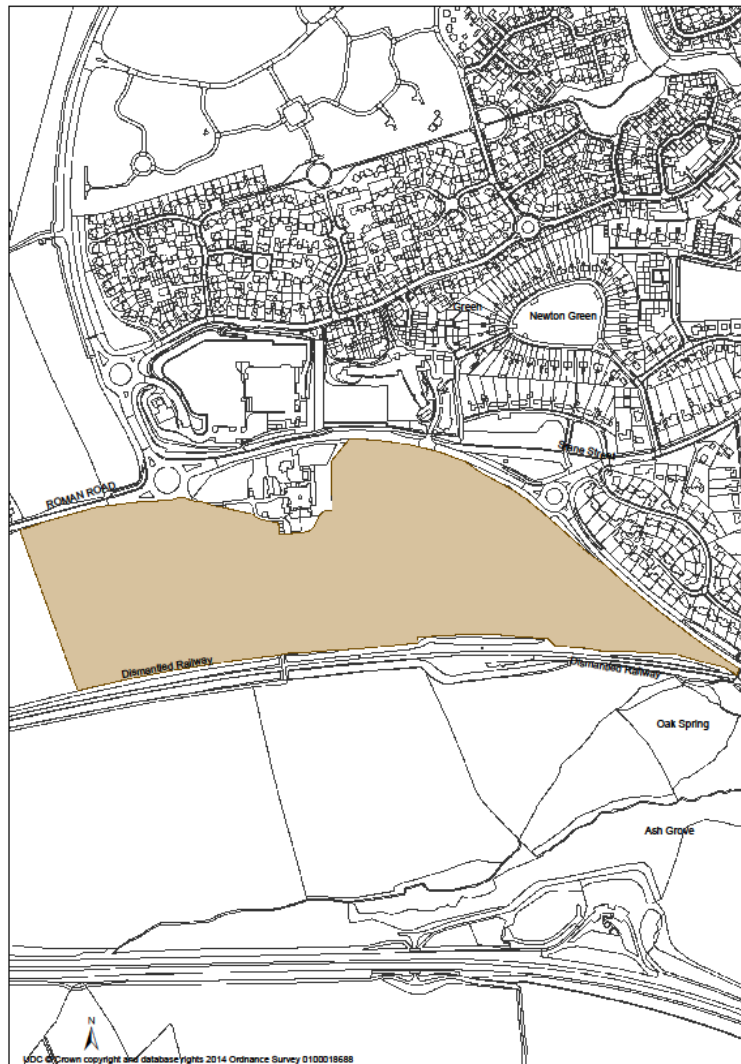 Green
Newton Green
Stane Street
ROMAN ROAD
Dismantled Railway
Dismantled Railway
Oak Spring
Ash Grove
N
UDC © Crown copyright and database rights 2014 Ordnance Survey 0100018688